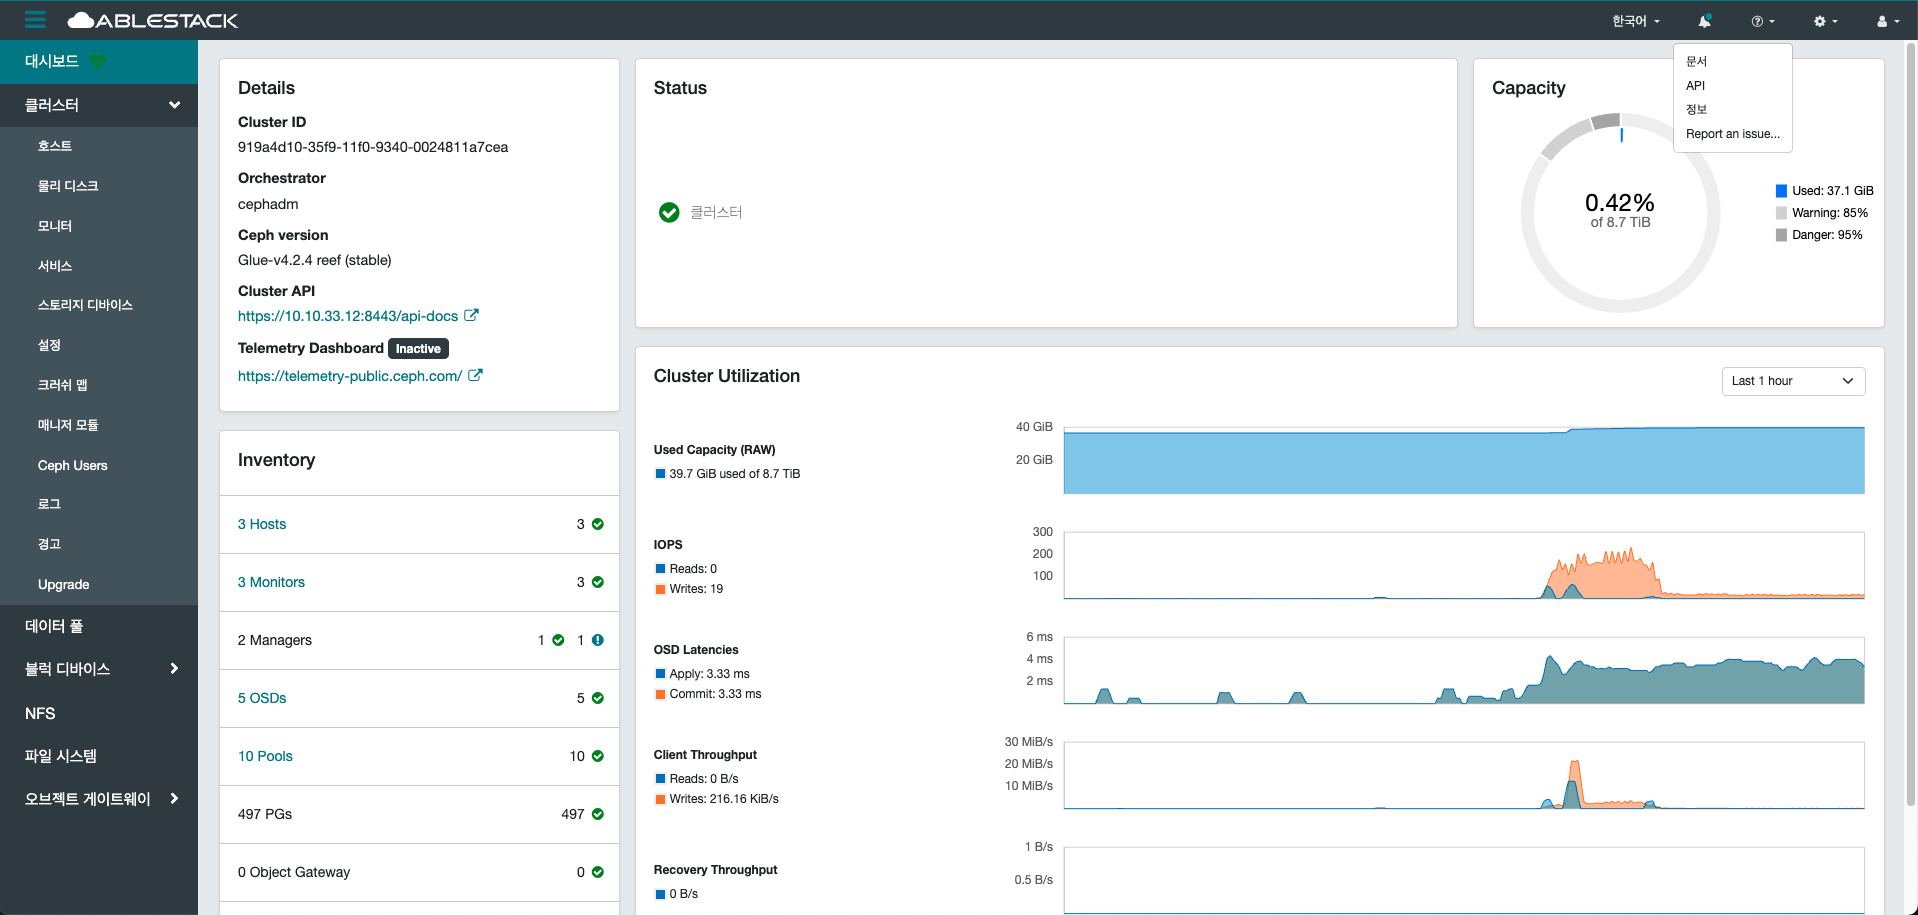 ABLESTACK
한국어
대시보드
클러스터
호스트
물리 디스크
모니터
서비스
스토리지 디바이스
설정
크러쉬 맵
매니저 모듈
Ceph Users
로그
경고
Upgrade
데이터 풀
블럭 디바이스
NFS
파일 시스템
오브젝트 게이트웨이
문서
API
정보
Report an issue...
Details
Cluster ID
919a4d10-35f9-11f0-9340-0024811a7cea
Orchestrator
cephadm
Ceph version
Glue-v4.2.4 reef (stable)
Cluster API
https://10.10.33.12:8443/api-docs
Telemetry Dashboard Inactive
https://telemetry-public.ceph.com/
Status
클러스터
Capacity
0.42%
of 8.7 TiB
Used: 37.1 GiB
Warning: 85%
Danger: 95%
Inventory
3 Hosts 3
3 Monitors 3
2 Managers 1 1
5 OSDs 5
10 Pools 10
497 PGs 497
0 Object Gateway 0
Cluster Utilization
Last 1 hour
Used Capacity (RAW)
39.7 GiB used of 8.7 TiB
40 GiB
20 GiB
IOPS
Reads: 0
Writes: 19
300
200
100
OSD Latencies
Apply: 3.33 ms
Commit: 3.33 ms
6 ms
4 ms
2 ms
Client Throughput
Reads: 0 B/s
Writes: 216.16 KiB/s
30 MiB/s
20 MiB/s
10 MiB/s
Recovery Throughput
0 B/s
1 B/s
0.5 B/s